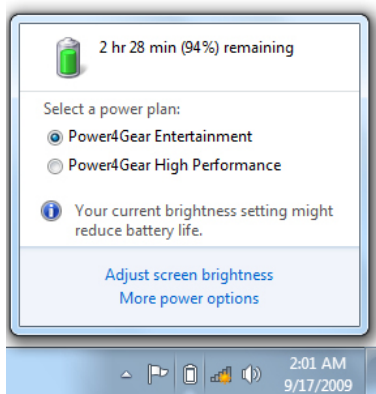 2 hr 28 min (94%) remaining
Select a power plan:
Power4Gear Entertainment
Power4Gear High Performance
Your current brightness setting might
reduce battery life.
Adjust screen brightness
More power options
2:01 AM
9/17/2009